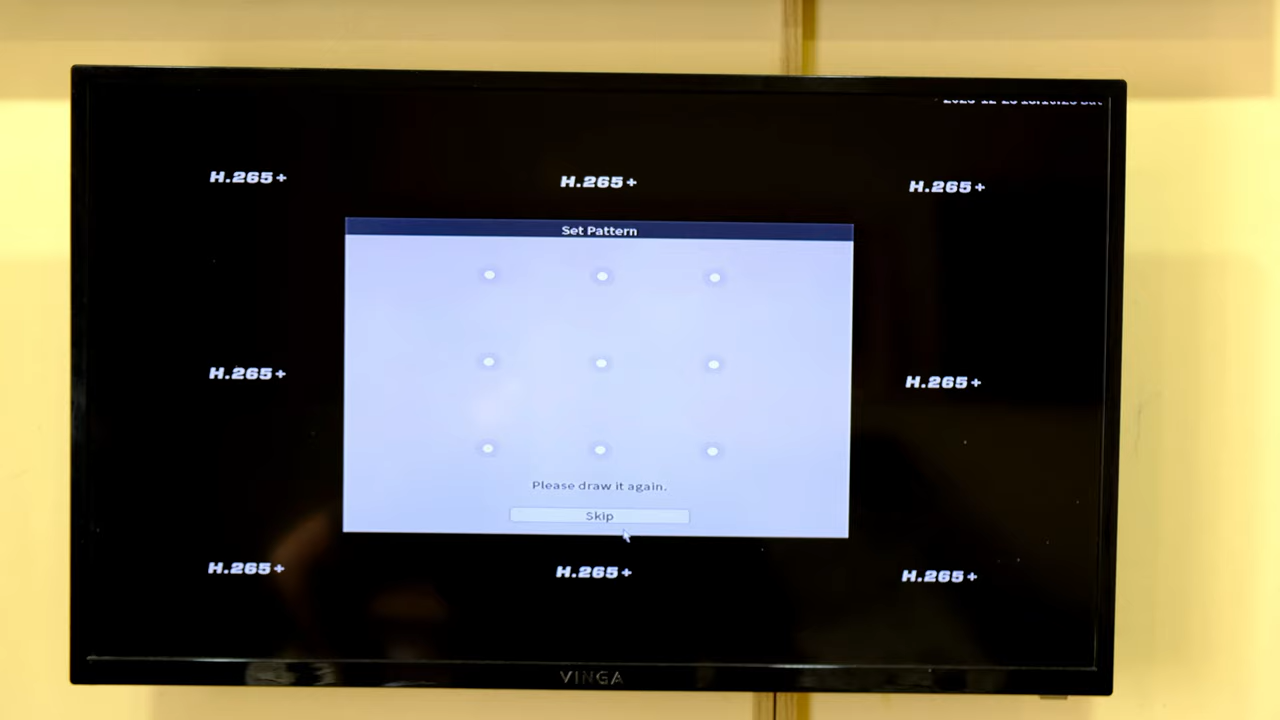 H.265+
H.265+
H.265+
Set Pattern
H.265+
H.265+
Please draw it again.
Skip
H.265+
H.265+
H.265+
VINGA